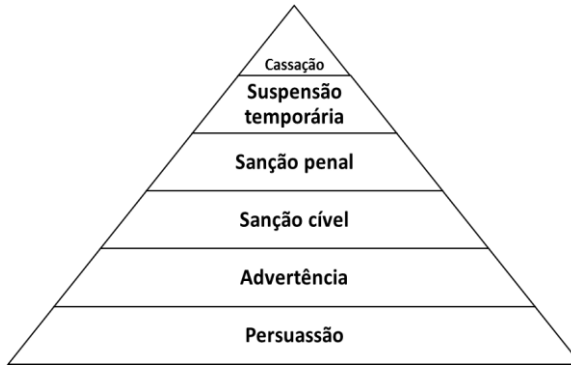 Cassação
Suspensão
temporária
Sanção penal
Sanção cível
Advertência
Persuassão